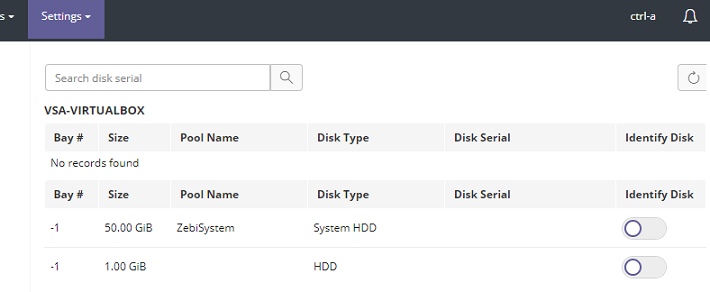 s Settings ctrl-a
Search disk serial
VSA-VIRTUALBOX
Bay # Size Pool Name Disk Type Disk Serial Identify Disk
No records found
Bay # Size Pool Name Disk Type Disk Serial Identify Disk
-1 50.00 GiB ZebiSystem System HDD
-1 1.00 GiB HDD